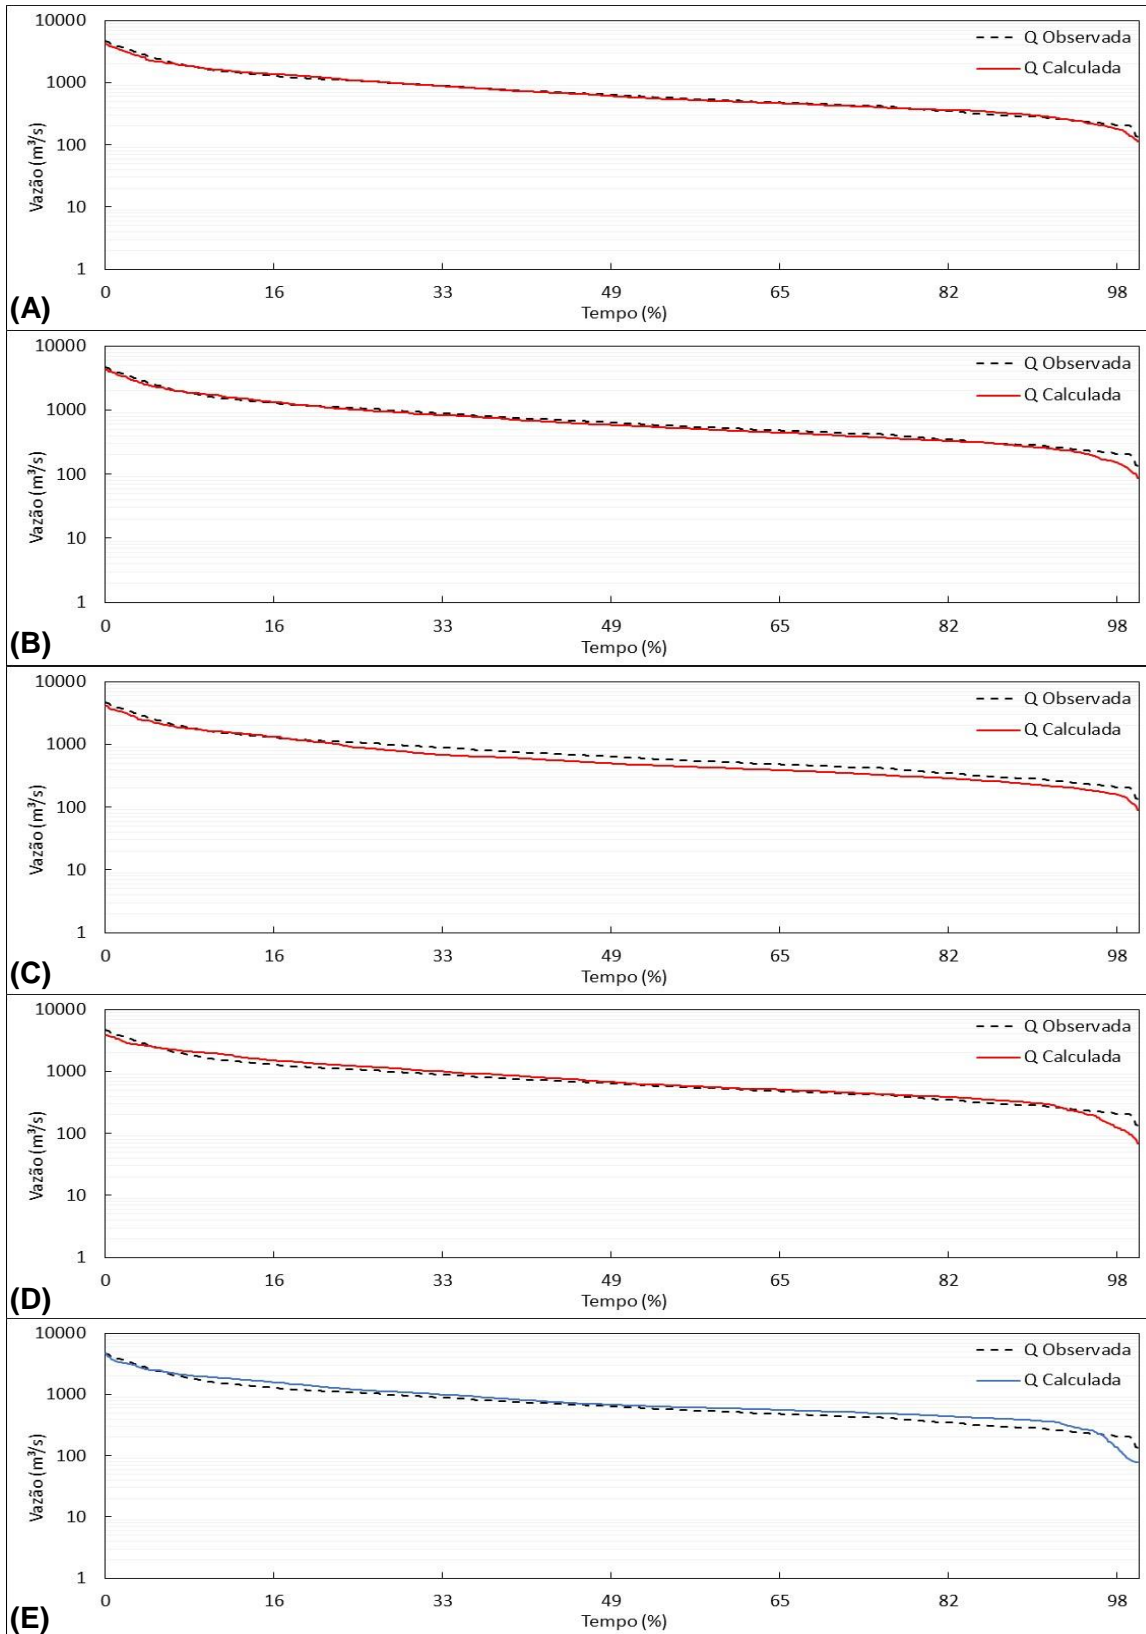 10000
Q Observada
1000
Q Calculada
100
10
1
Vazão (m³/s)
0 16 33 49 65 82 98
Tempo (%)
(A)
10000
Q Observada
1000
Q Calculada
100
10
1
Vazão (m³/s)
0 16 33 49 65 82 98
Tempo (%)
(B)
10000
Q Observada
1000
Q Calculada
100
10
1
Vazão (m³/s)
0 16 33 49 65 82 98
Tempo (%)
(C)
10000
Q Observada
1000
Q Calculada
100
10
1
Vazão (m³/s)
0 16 33 49 65 82 98
Tempo (%)
(D)
10000
Q Observada
1000
Q Calculada
100
10
1
Vazão (m³/s)
0 16 33 49 65 82 98
Tempo (%)
(E)